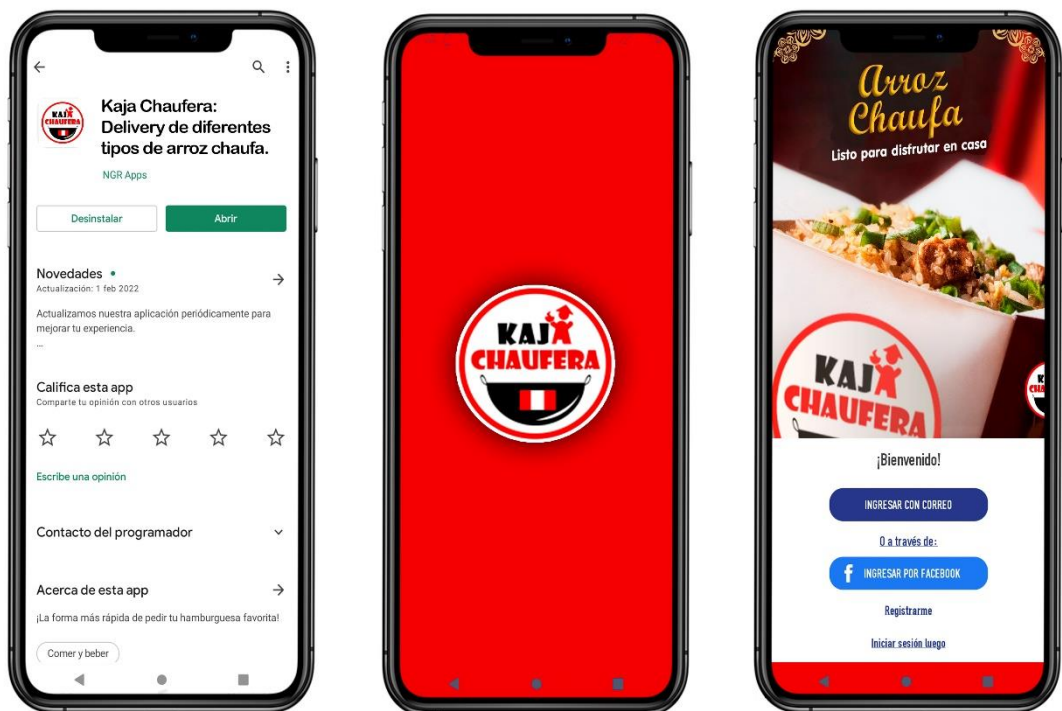 KAJA
CHAUFERA
Kaja Chaufera:
Delivery de diferentes
tipos de arroz chaufa.
NGR Apps
Desinstalar
Abrir
Novedades
Actualización: 1 feb 2022
Actualizamos nuestra aplicación periódicamente para
mejorar tu experiencia.
...
Califica esta app
Comparte tu opinión con otros usuarios
Escribe una opinión
Contacto del programador
Acerca de esta app
¡La forma más rápida de pedir tu hamburguesa favorita!
Comer y beber
KAJA
CHAUFERA
Arroz
Chaufa
Listo para disfrutar en casa
KAJA
CHAUFERA
¡Bienvenido!
INGRESAR CON CORREO
O a través de:
f INGRESAR POR FACEBOOK
Registrarme
Iniciar sesión luego